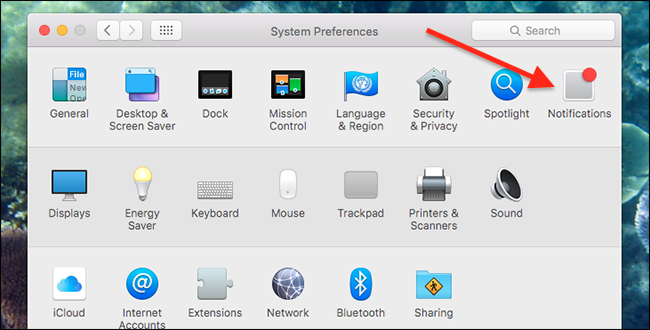 System Preferences
Search
File
New
Ope
General
Desktop &
Screen Saver
Dock
Mission
Control
Language
& Region
Security
& Privacy
Spotlight
Notifications
Displays
Energy
Saver
Keyboard
Mouse
Trackpad
Printers &
Scanners
Sound
iCloud
Internet
Accounts
Extensions
Network
Bluetooth
Sharing